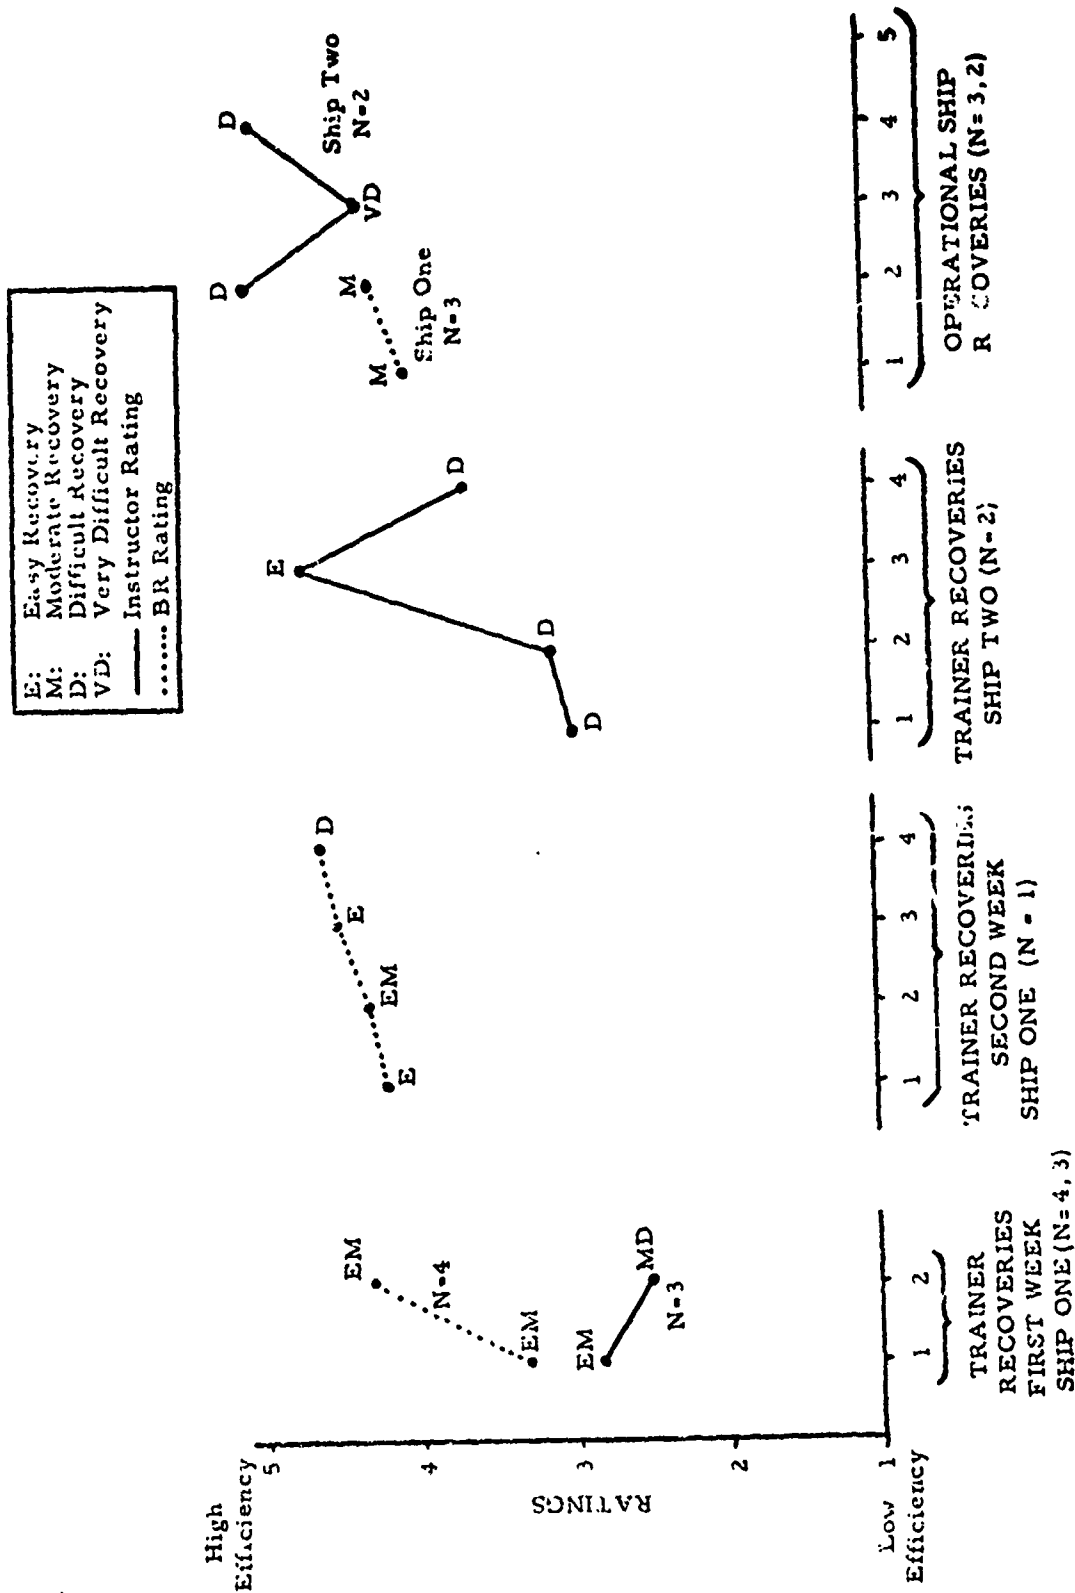 E: Easy Recovery
M: Moderate Recovery
D: Difficult Recovery
VD: Very Difficult Recovery
Instructor Rating
BR Rating
High
Efficiency
5
4
3
2
1
RATINGS
Low
Efficiency
EM
N=4
EM
EM
MD
N=3
1
2
TRAINER
RECOVERIES
FIRST WEEK
SHIP ONE (N=4, 3)
E
EM
E
D
1
2
3
4
TRAINER RECOVERIES
SECOND WEEK
SHIP ONE (N = 1)
D
D
E
D
1
2
3
4
TRAINER RECOVERIES
SHIP TWO (N=2)
M
M
Ship One
N=3
D
VD
D
Ship Two
N=2
1
2
3
4
5
OPERATIONAL SHIP
R COVERIES (N=3,2)